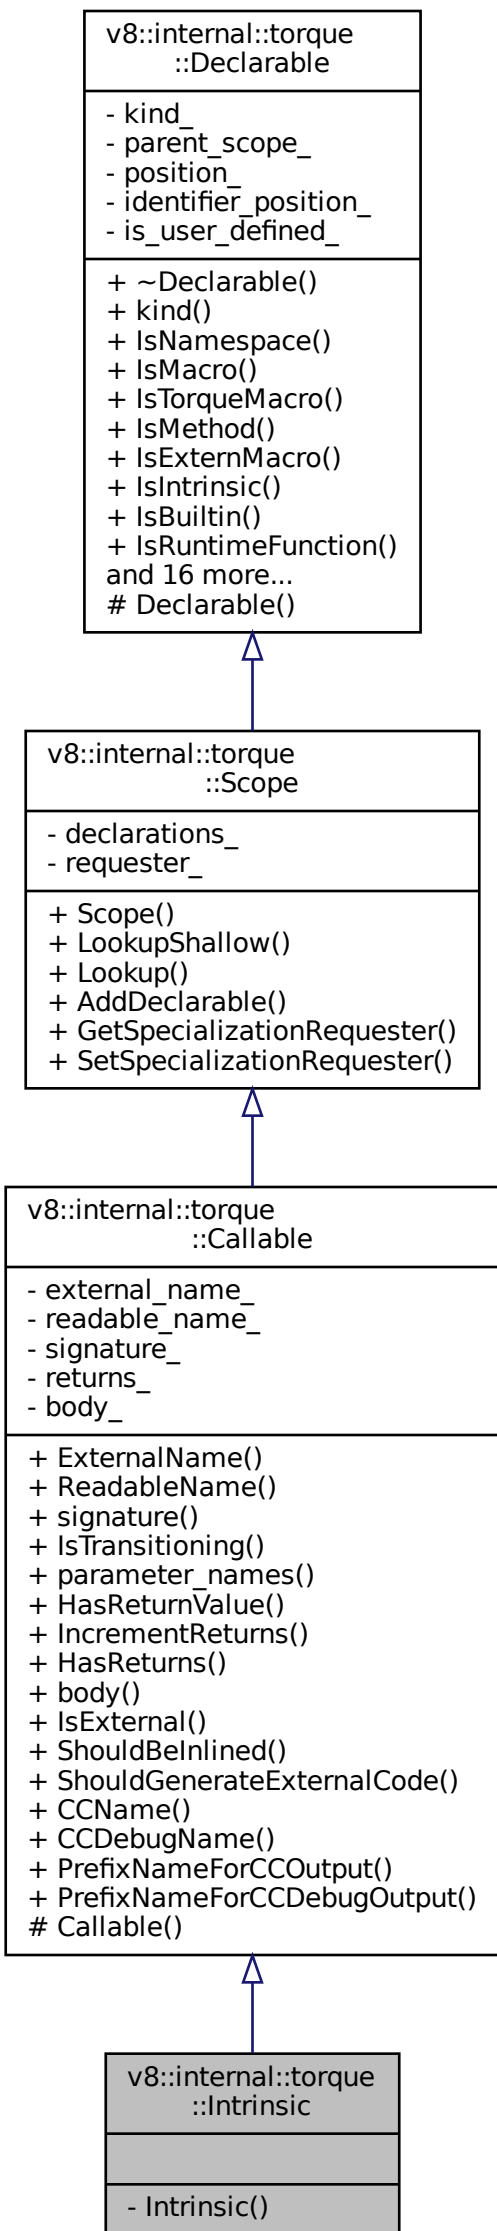 v8::internal::torque
::Declarable
- kind_
- parent_scope_
- position_
- identifier_position_
- is_user_defined_
+ ~Declarable()
+ kind()
+ IsNamespace()
+ IsMacro()
+ IsTorqueMacro()
+ IsMethod()
+ IsExternMacro()
+ IsIntrinsic()
+ IsBuiltin()
+ IsRuntimeFunction()
and 16 more...
# Declarable()
v8::internal::torque
::Scope
- declarations_
- requester_
+ Scope()
+ LookupShallow()
+ Lookup()
+ AddDeclarable()
+ GetSpecializationRequester()
+ SetSpecializationRequester()
v8::internal::torque
::Callable
- external_name_
- readable_name_
- signature_
- returns_
- body_
+ ExternalName()
+ ReadableName()
+ signature()
+ IsTransitioning()
+ parameter_names()
+ HasReturnValue()
+ IncrementReturns()
+ HasReturns()
+ body()
+ IsExternal()
+ ShouldBeInlined()
+ ShouldGenerateExternalCode()
+ CCName()
+ CCDebugName()
+ PrefixNameForCCOutput()
+ PrefixNameForCCDebugOutput()
# Callable()
v8::internal::torque
::Intrinsic
- Intrinsic()